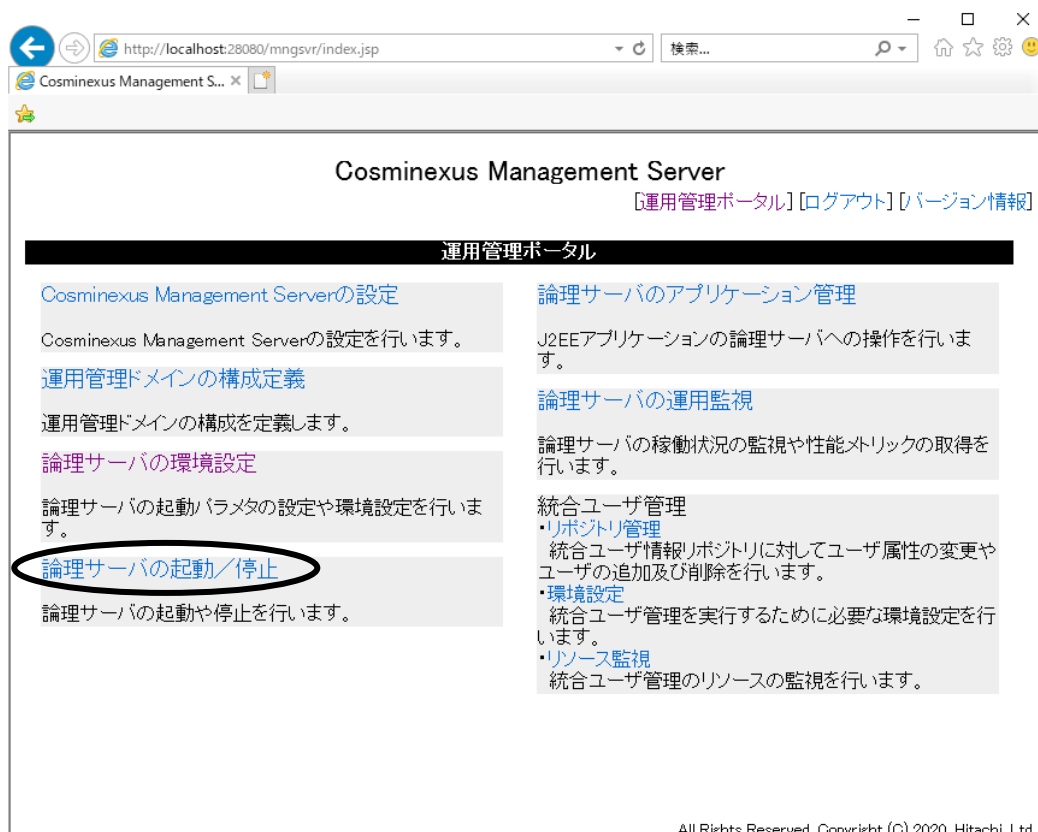 http://localhost:28080/mngsvr/index.jsp
検索...
Cosminexus Management S...
Cosminexus Management Server
[運用管理ポータル] [ログアウト] [バージョン情報]
運用管理ポータル
Cosminexus Management Serverの設定
Cosminexus Management Serverの設定を行います。
運用管理ドメインの構成定義
運用管理ドメインの構成を定義します。
論理サーバの環境設定
論理サーバの起動パラメタの設定や環境設定を行いま
す。
論理サーバの起動／停止
論理サーバの起動や停止を行います。
論理サーバのアプリケーション管理
J2EEアプリケーションの論理サーバへの操作を行いま
す。
論理サーバの運用監視
論理サーバの稼働状況の監視や性能メトリックの取得を
行います。
統合ユーザ管理
・リポジトリ管理
統合ユーザ情報リポジトリに対してユーザ属性の変更や
ユーザの追加及び削除を行います。
・環境設定
統合ユーザ管理を実行するために必要な環境設定を行
います。
・リソース監視
統合ユーザ管理のリソースの監視を行います。
All Rights Reserved, Copyright (C) 2020, Hitachi, Ltd.